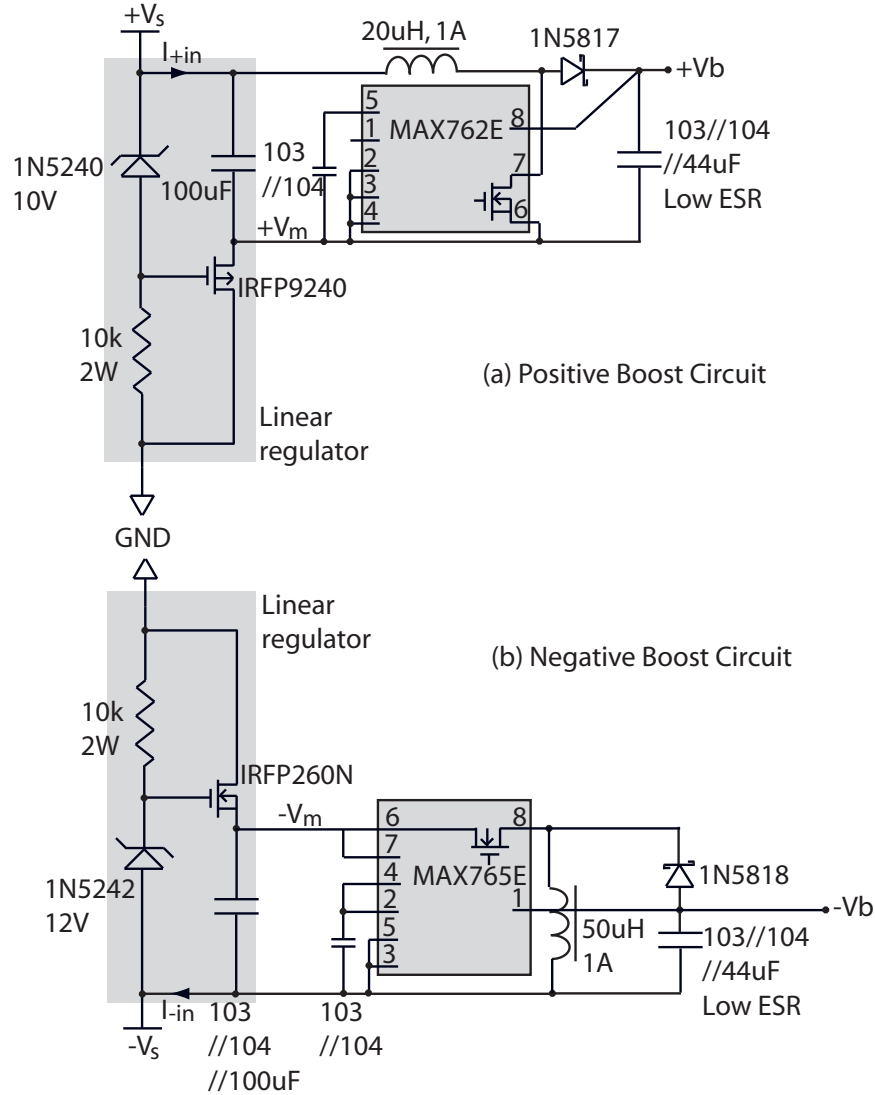 +Vs
I+in
20uH, 1A
1N5817
+Vb
5
1
2
3
4
MAX762E
8
7
6
1N5240
10V
100uF
103
//104
103//104
//44uF
Low ESR
+Vm
IRFP9240
10k
2W
(a) Positive Boost Circuit
Linear
regulator
GND
Linear
regulator
(b) Negative Boost Circuit
10k
2W
IRFP260N
-Vm
6
7
4
2
5
3
MAX765E
8
1
1N5818
-Vb
1N5242
12V
50uH
1A
103//104
//44uF
Low ESR
I-in
-Vs
103
//104
//100uF
103
//104